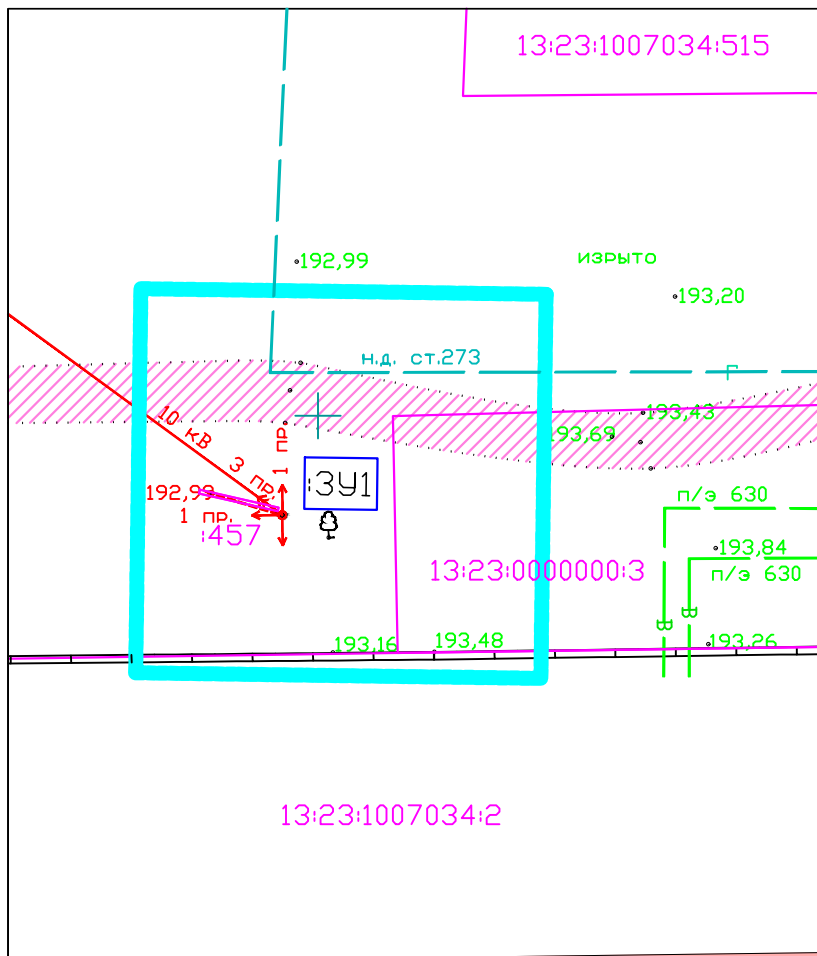 13:23:1007034:515
192,99
ИЗРЫТО
193,20
Н.Д. СТ.273
Г
193,43
10 КВ
1 ПР.
193,69
3 ПР.
:ЗУ1
192,99
п/э 630
1 ПР.
:457
193,84
13:23:0000000:3
п/э 630
В
В
193,16
193,48
193,26
13:23:1007034:2